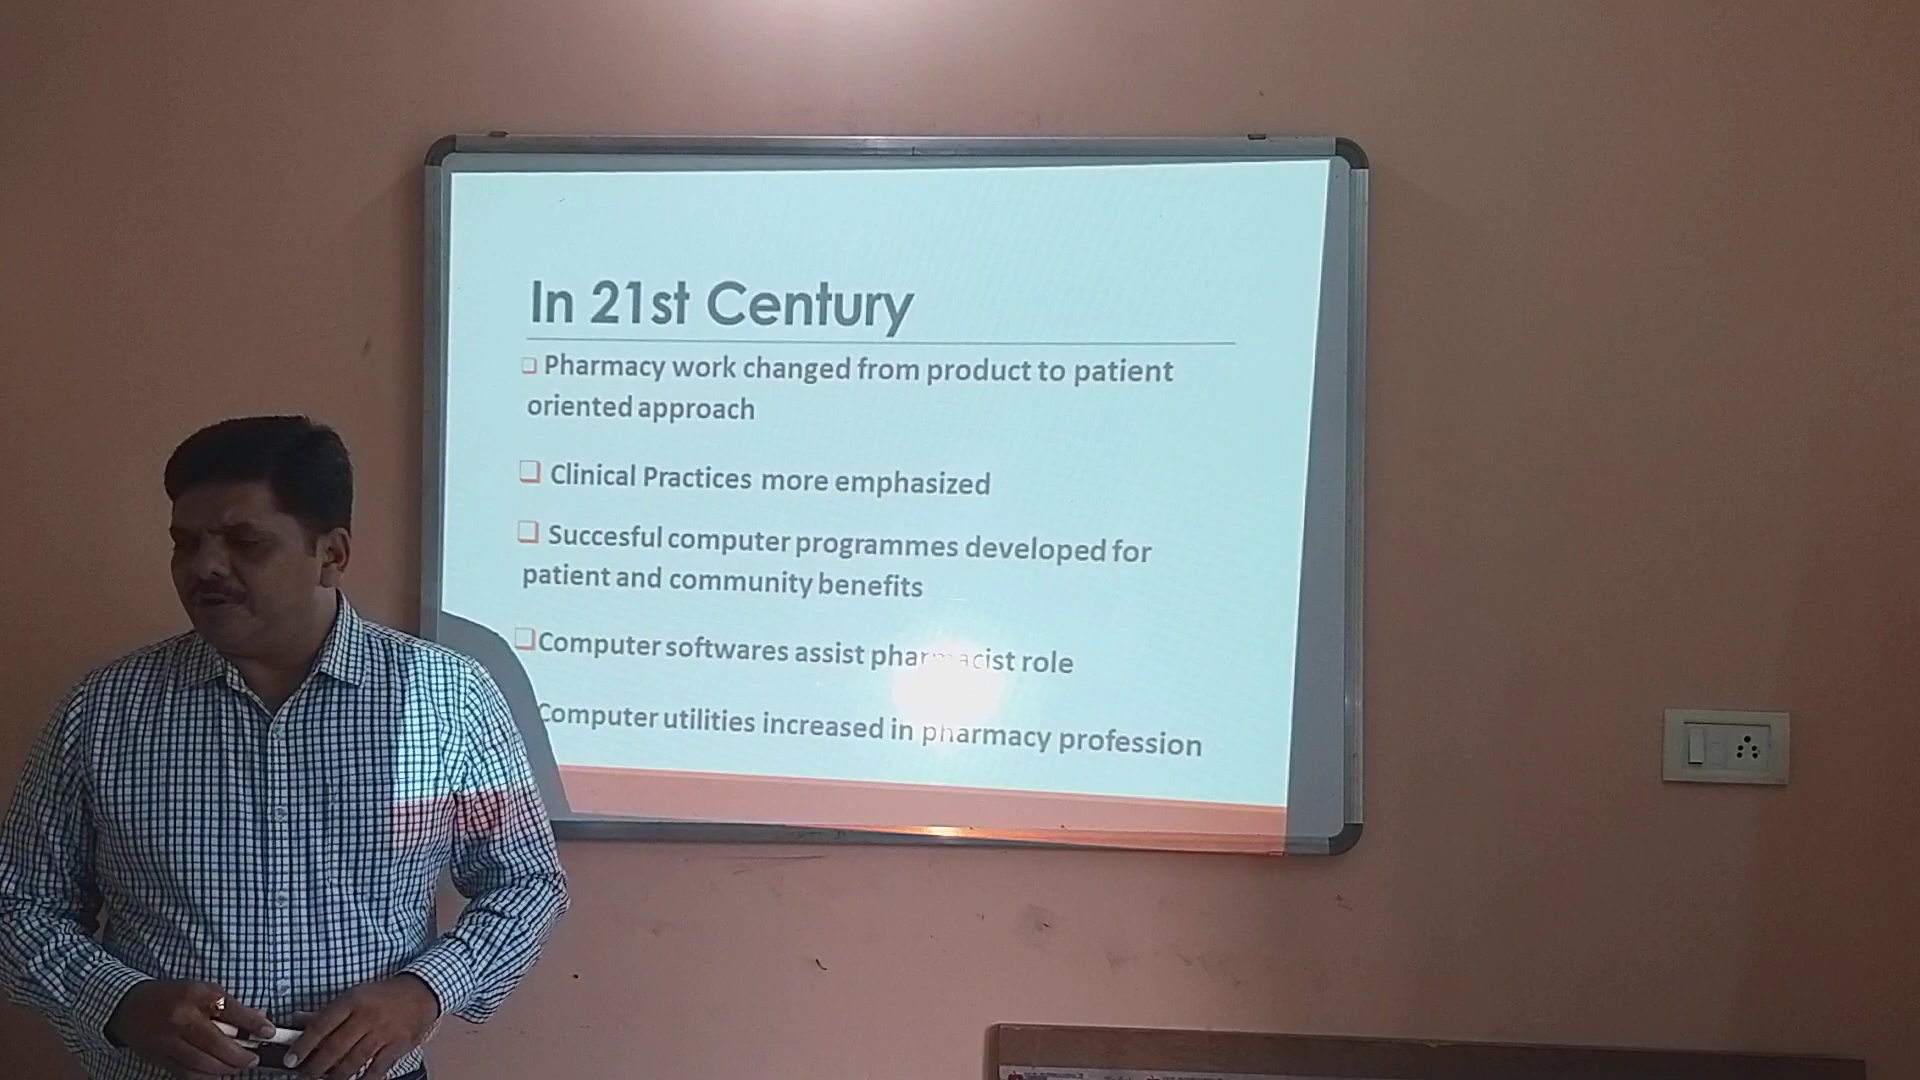 In 21st Century
❑ Pharmacy work changed from product to patient
oriented approach
❑ Clinical Practices more emphasized
❑ Succesful computer programmes developed for
patient and community benefits
❑Computer softwares assist pharmacist role
Computer utilities increased in pharmacy profession